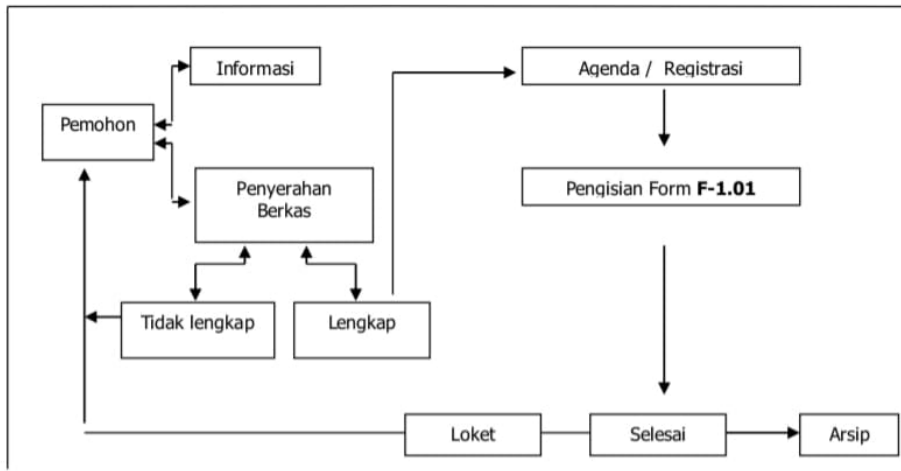 Informasi
Agenda / Registrasi
Pemohon
Penyerahan
Berkas
Pengisian Form F-1.01
Tidak lengkap
Lengkap
Loket
Selesai
Arsip